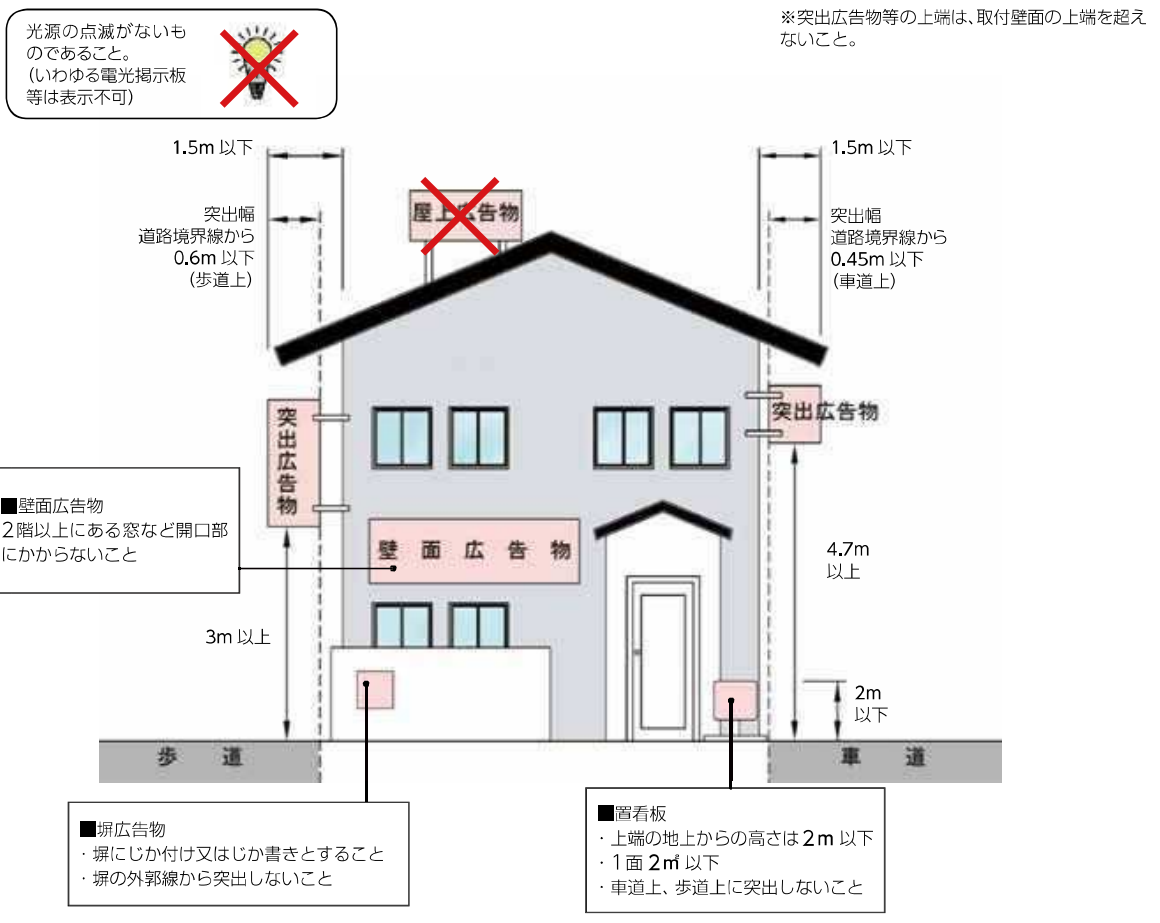 光源の点滅がないも
のであること。
(いわゆる電光掲示板
等は表示不可)
※突出広告物等の上端は、取付壁面の上端を超え
ないこと。
1.5m 以下
1.5m 以下
屋上広告物
突出幅
道路境界線から
0.6m 以下
(歩道上)
突出幅
道路境界線から
0.45m 以下
(車道上)
突出広告物
突出広告物
■壁面広告物
2階以上にある窓など開口部
にかからないこと
壁面広告物
4.7m
以上
3m 以上
2m
以下
歩道
車道
■塀広告物
・塀にじか付け又はじか書きとすること
・塀の外郭線から突出しないこと
■置看板
・上端の地上からの高さは 2m 以下
・1面 2㎡ 以下
・車道上、歩道上に突出しないこと